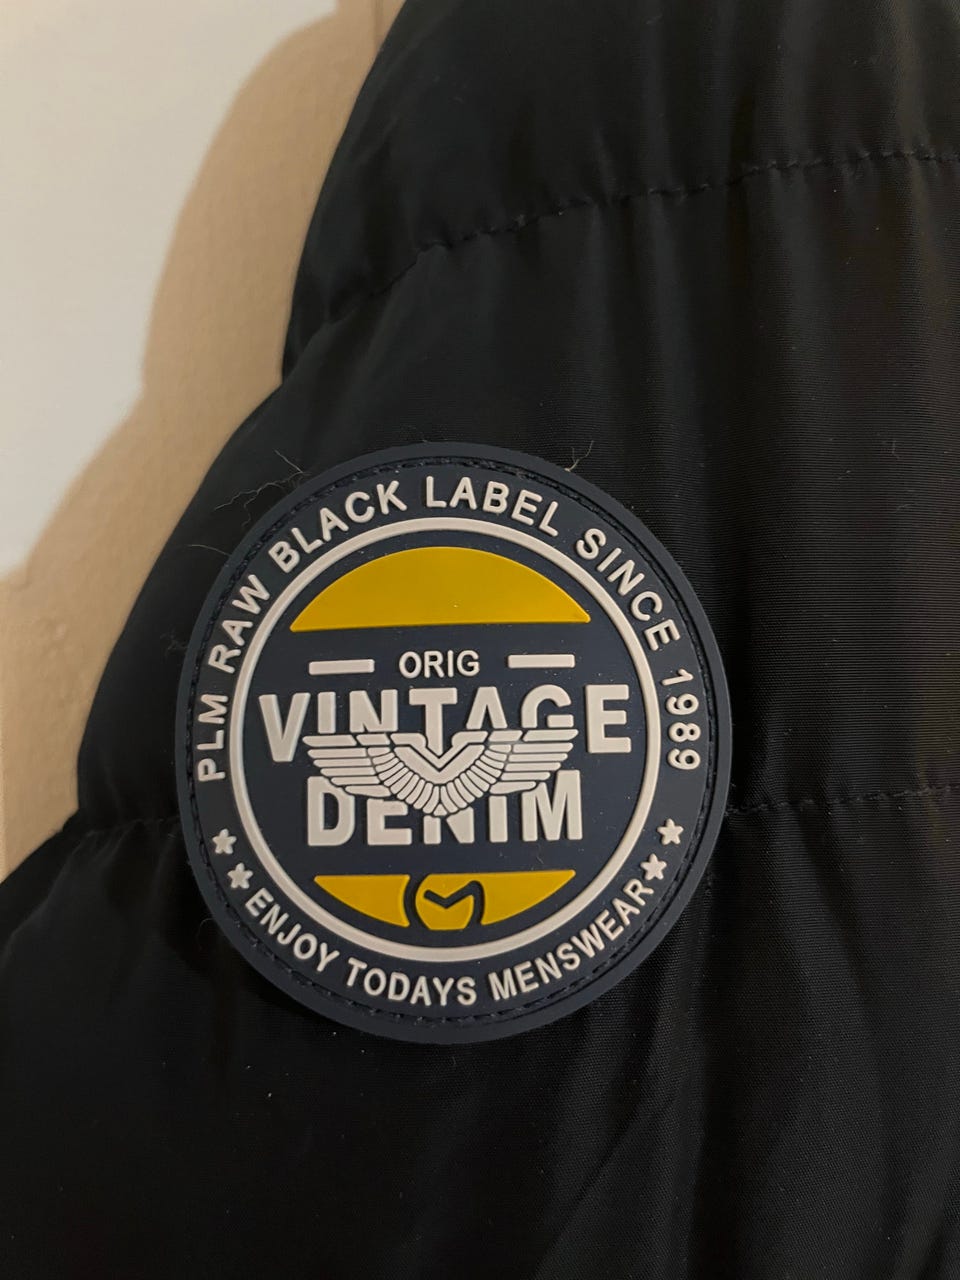 PLM RAW BLACK LABEL SINCE 1989
ORIG
VINTAGE
DENIM
ENJOY TODAYS MENSWEAR